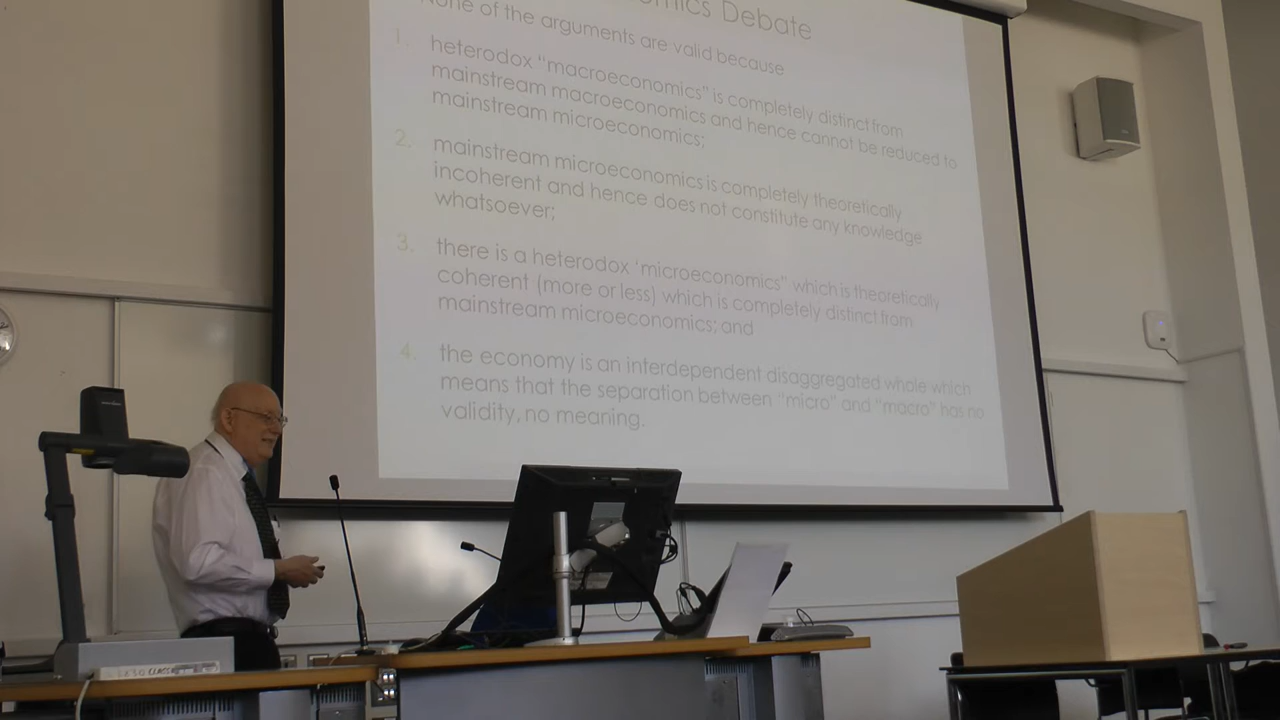 mics Debate
None of the arguments are valid because
1. heterodox "macroeconomics" is completely distinct from
mainstream macroeconomics and hence cannot be reduced to
mainstream microeconomics;
2. mainstream microeconomics is completely theoretically
incoherent and hence does not constitute any knowledge
whatsoever;
3. there is a heterodox 'microeconomics" which is theoretically
coherent (more or less) which is completely distinct from
mainstream microeconomics; and
4. the economy is an interdependent disaggregated whole which
means that the separation between "micro" and "macro" has no
validity, no meaning.